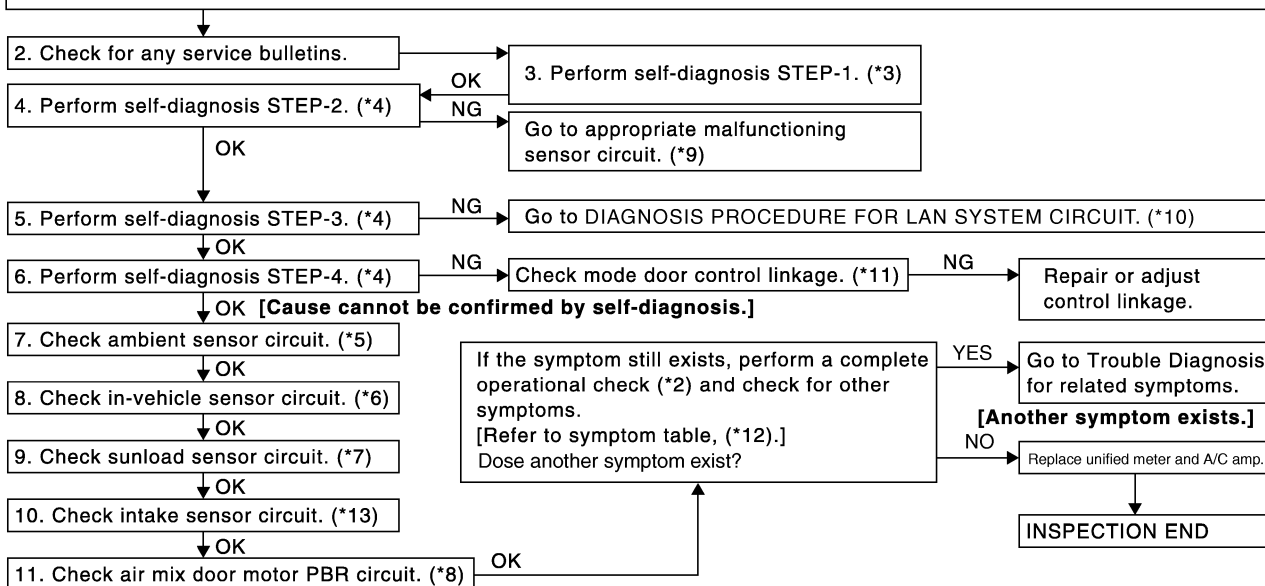 2. Check for any service bulletins.
3. Perform self-diagnosis STEP-1. (*3)
OK
4. Perform self-diagnosis STEP-2. (*4)
NG
Go to appropriate malfunctioning
sensor circuit. (*9)
OK
5. Perform self-diagnosis STEP-3. (*4)
NG
Go to DIAGNOSIS PROCEDURE FOR LAN SYSTEM CIRCUIT. (*10)
OK
6. Perform self-diagnosis STEP-4. (*4)
NG
Check mode door control linkage. (*11)
NG
Repair or adjust
control linkage.
OK [Cause cannot be confirmed by self-diagnosis.]
7. Check ambient sensor circuit. (*5)
OK
8. Check in-vehicle sensor circuit. (*6)
OK
9. Check sunload sensor circuit. (*7)
OK
10. Check intake sensor circuit. (*13)
OK
11. Check air mix door motor PBR circuit. (*8)
OK
If the symptom still exists, perform a complete
operational check (*2) and check for other
symptoms.
[Refer to symptom table, (*12).]
Dose another symptom exist?
YES
Go to Trouble Diagnosis
for related symptoms.
[Another symptom exists.]
NO
Replace unified meter and A/C amp.
INSPECTION END